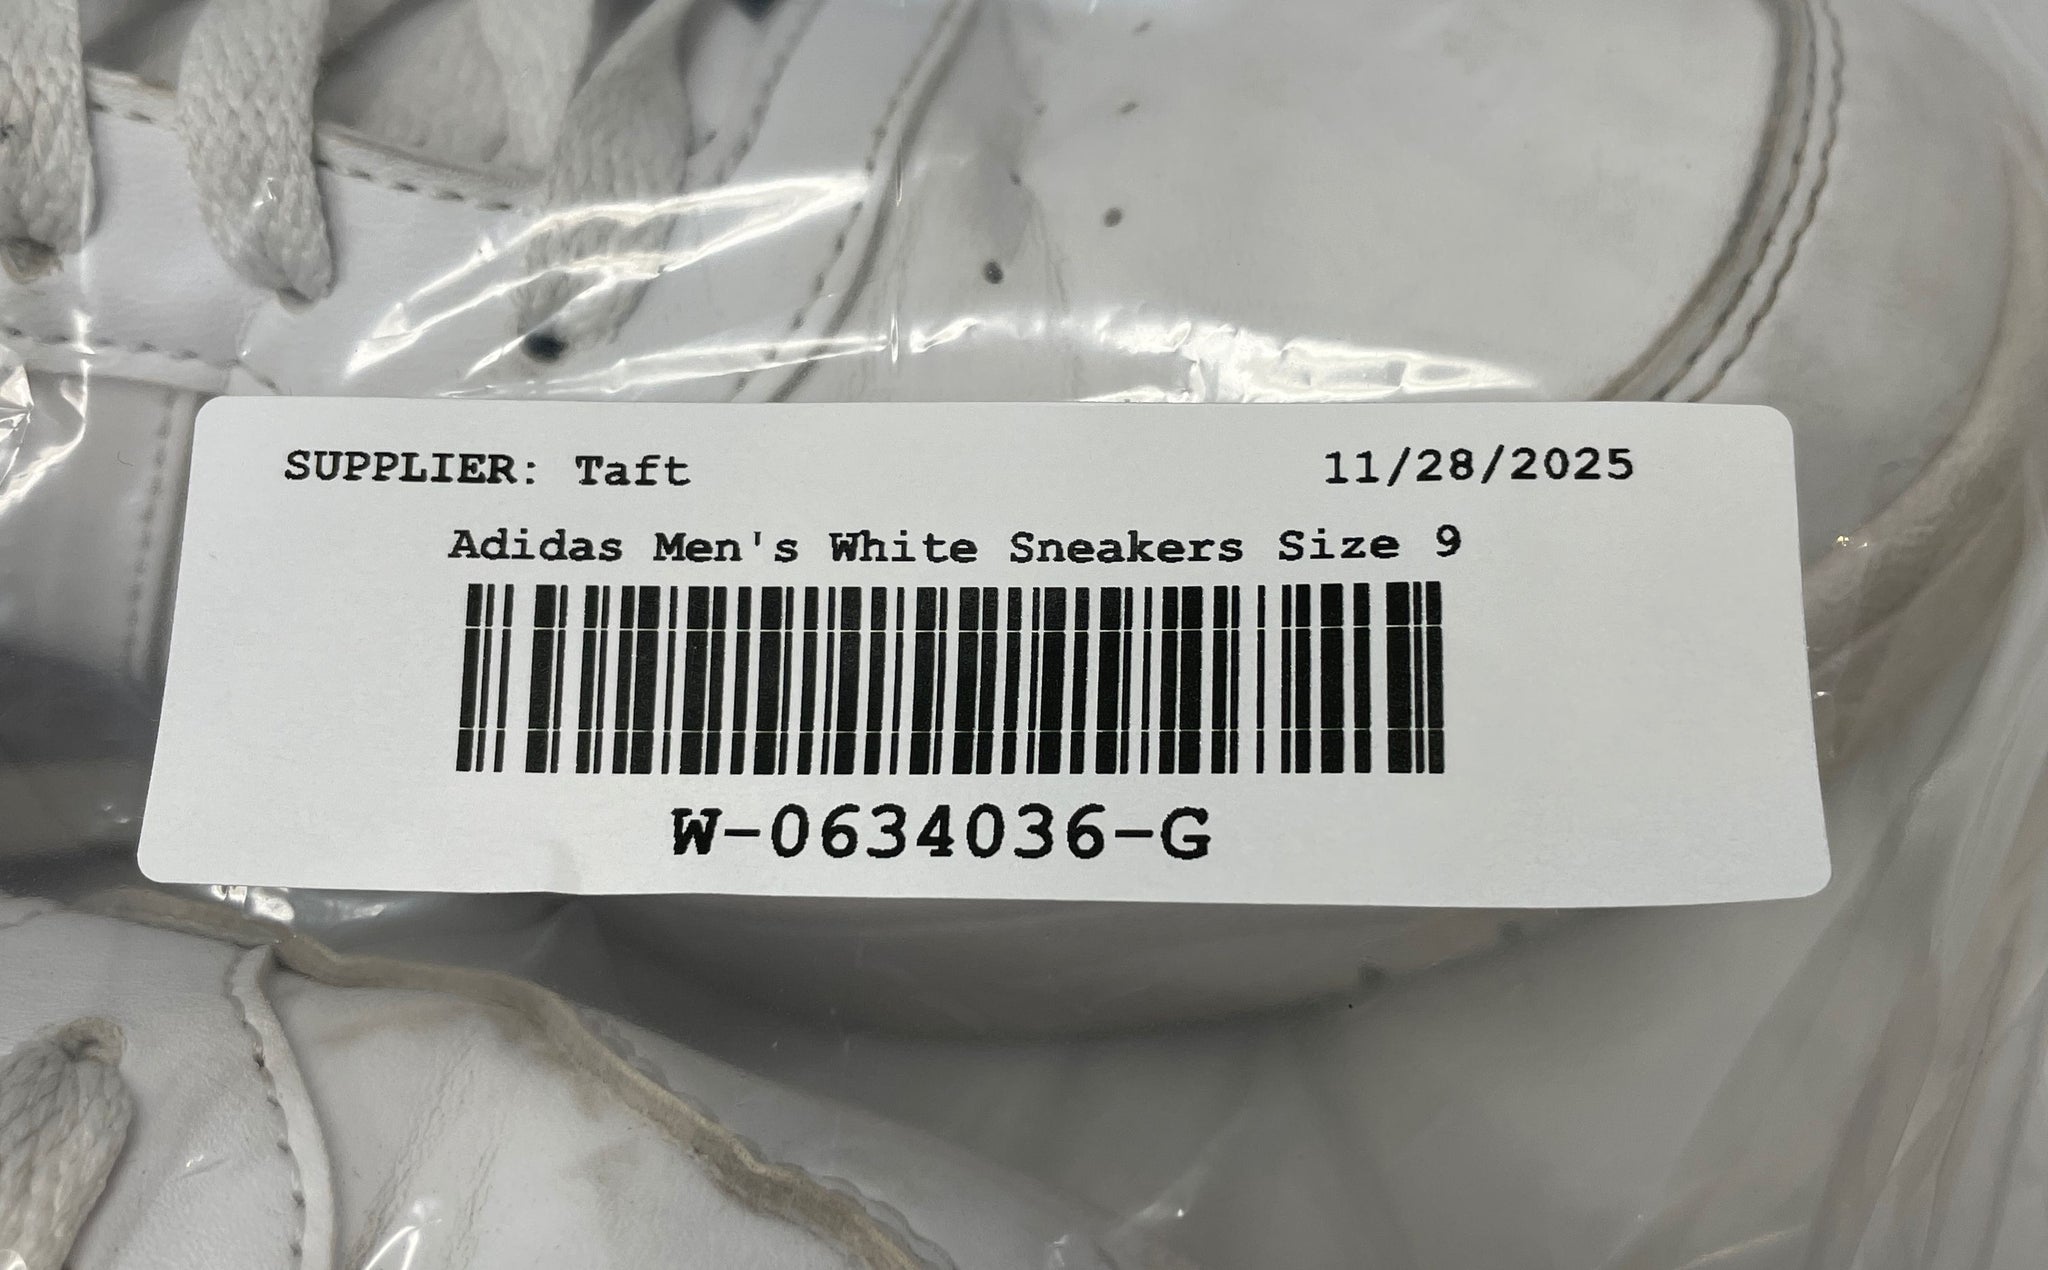 SUPPLIER: Taft 11/28/2025
Adidas Men's White Sneakers Size 9
W-0634036-G